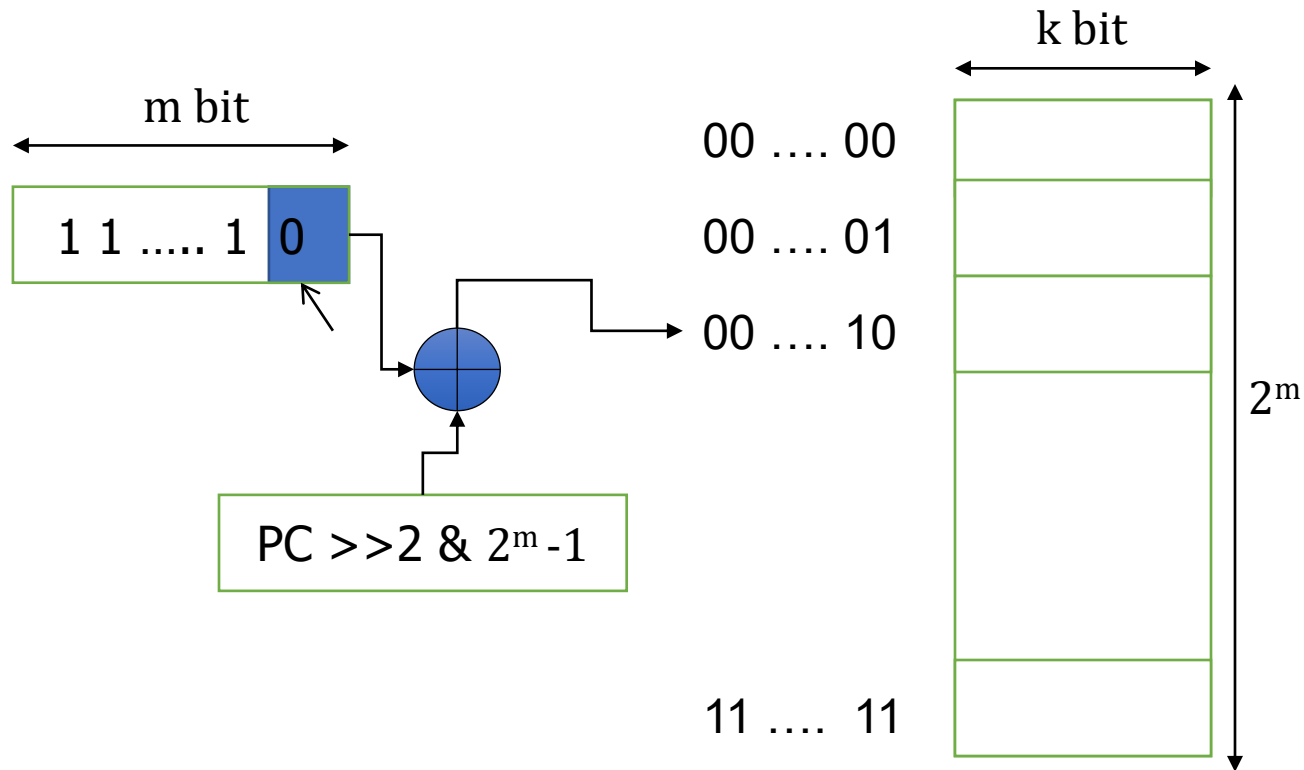 k bit
m bit
00 .... 00
1 1 ..... 1 0
00 .... 01
00 .... 10
2ᵐ
PC >>2 & 2ᵐ -1
11 .... 11